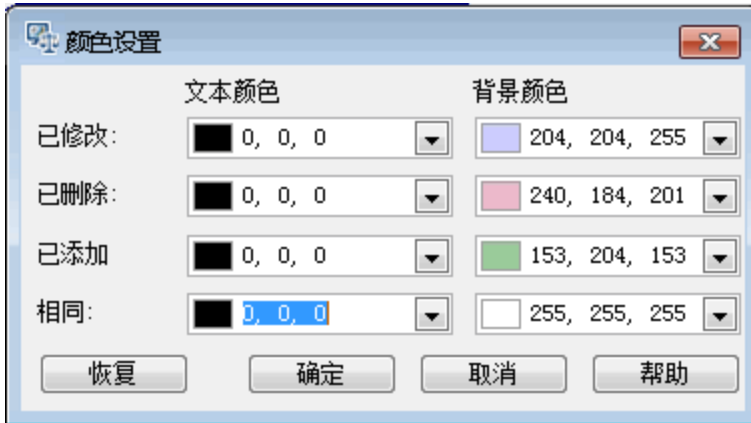 颜色设置
文本颜色 背景颜色
已修改: 0, 0, 0 204, 204, 255
已删除: 0, 0, 0 240, 184, 201
已添加 0, 0, 0 153, 204, 153
相同: 0, 0, 0 255, 255, 255
恢复 确定 取消 帮助